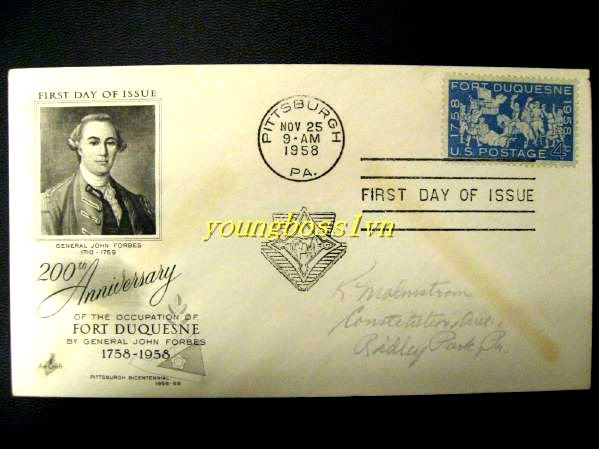 FIRST DAY OF ISSUE
GENERAL JOHN FORBES
1710 - 1759
200th Anniversary
OF THE OCCUPATION OF
FORT DUQUESNE
BY GENERAL JOHN FORBES
1758-1958
PITTSBURGH BICENTENNIAL
1958-59
ArtCraft
PITTSBURGH
NOV 25
9-AM
1958
PA.
FORT DUQUESNE
1758
1958
U.S. POSTAGE 4¢
FIRST DAY OF ISSUE
youngboss1vn
K. Malmstrom
Constitution Ave.
Ridley Park, Pa.